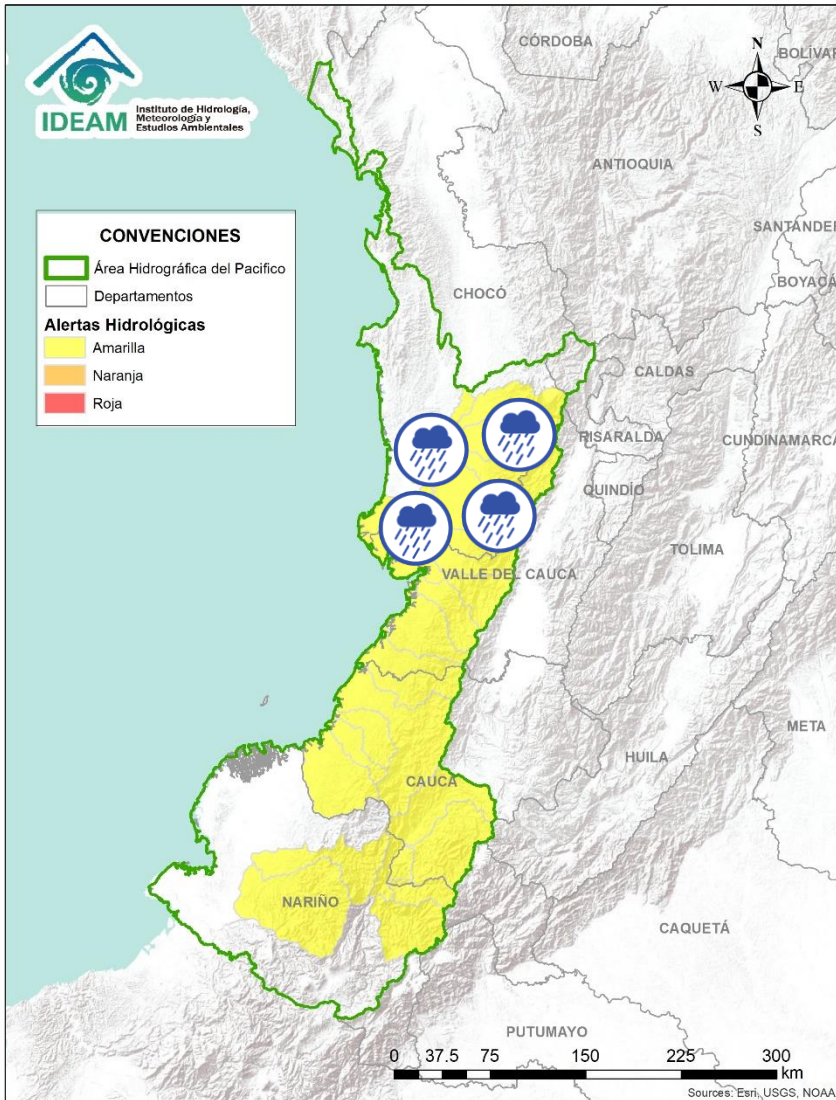 IDEAM
Instituto de Hidrología,
Meteorología y
Estudios Ambientales
N
W
E
S
CÓRDOBA
BOLÍVAR
ANTIOQUIA
SANTANDER
BOYACÁ
CHOCÓ
CALDAS
RISARALDA
CUNDINAMARCA
QUINDÍO
TOLIMA
VALLE DEL CAUCA
META
HUILA
CAUCA
NARIÑO
CAQUETÁ
PUTUMAYO
CONVENCIONES
Área Hidrográfica del Pacifico
Departamentos
Alertas Hidrológicas
Amarilla
Naranja
Roja
0 37.5 75 150 225 300
km
Sources: Esri, USGS, NOAA